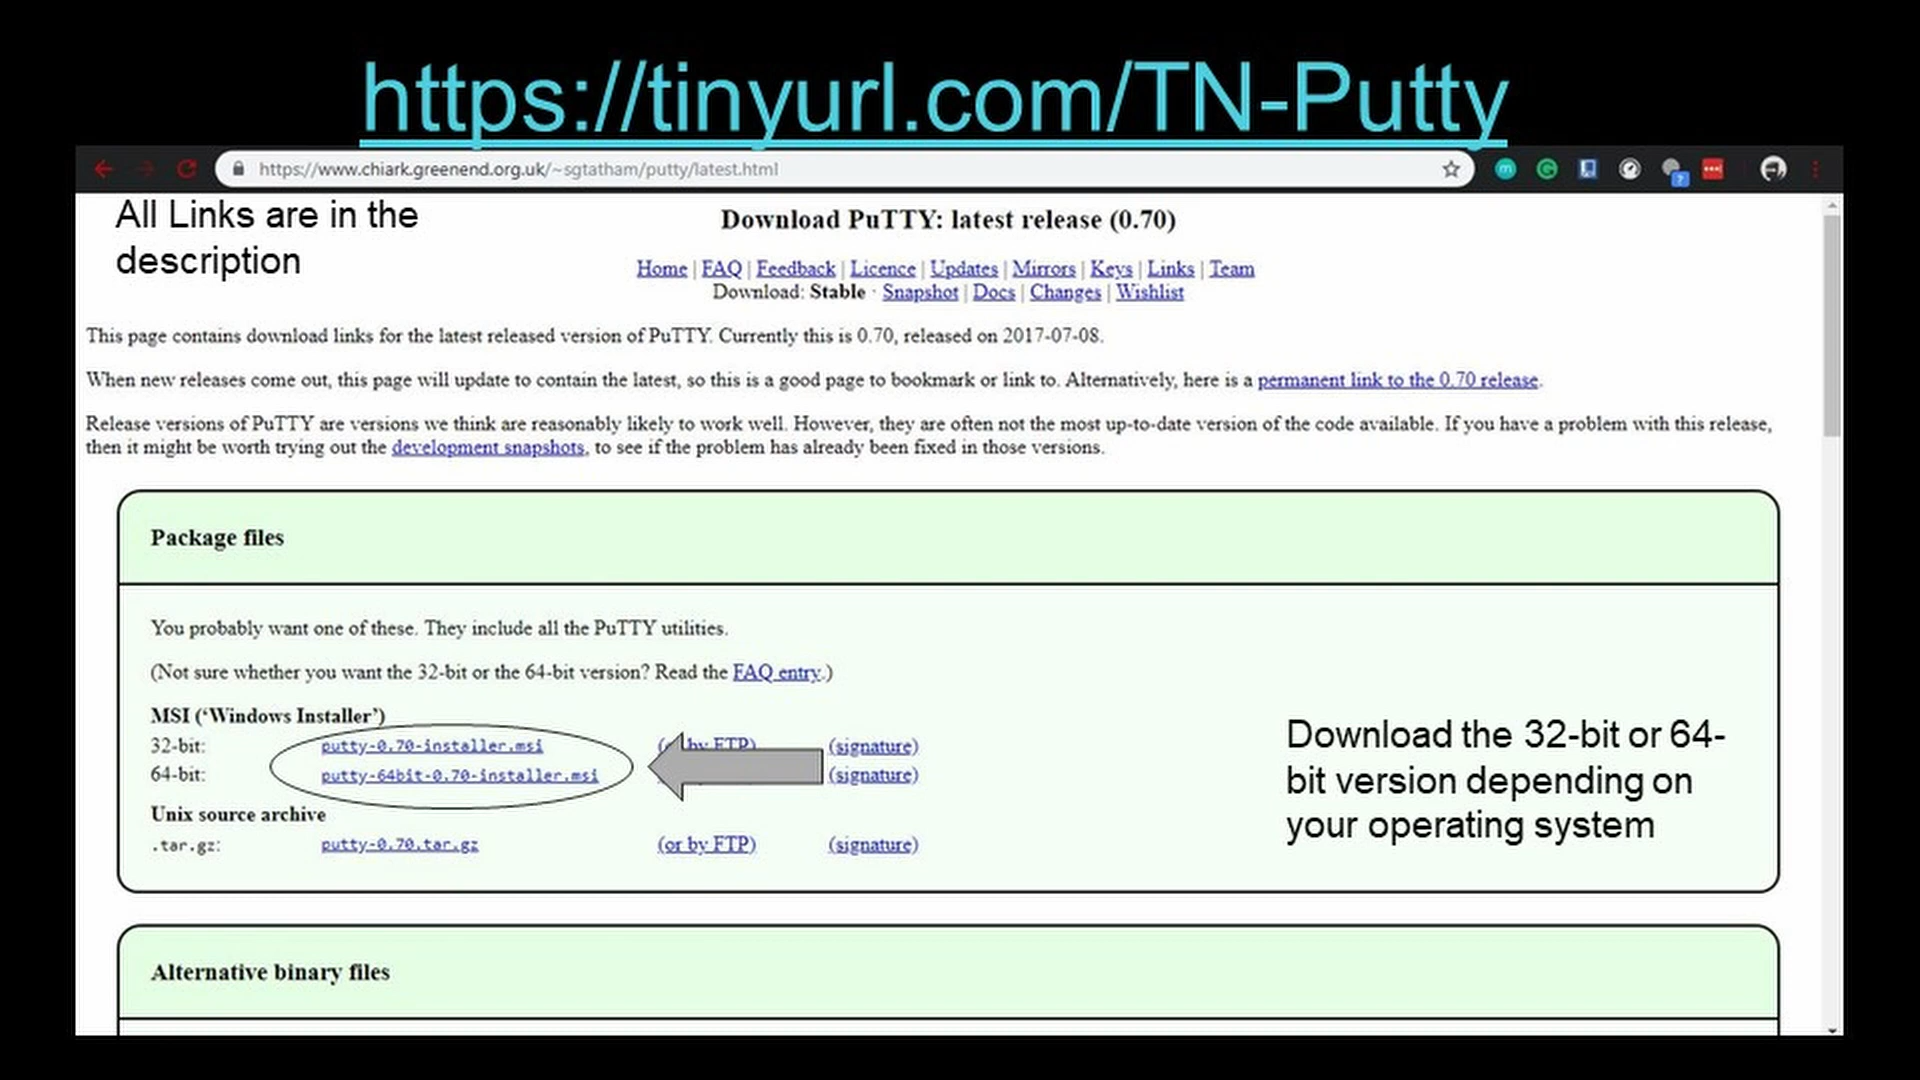 https://tinyurl.com/TN-Putty
https://www.chiark.greenend.org.uk/~sgtatham/putty/latest.html
All Links are in the
description
Download PuTTY: latest release (0.70)
Home | FAQ | Feedback | Licence | Updates | Mirrors | Keys | Links | Team
Download: Stable · Snapshot | Docs | Changes | Wishlist
This page contains download links for the latest released version of PuTTY. Currently this is 0.70, released on 2017-07-08.
When new releases come out, this page will update to contain the latest, so this is a good page to bookmark or link to. Alternatively, here is a permanent link to the 0.70 release.
Release versions of PuTTY are versions we think are reasonably likely to work well. However, they are often not the most up-to-date version of the code available. If you have a problem with this release,
then it might be worth trying out the development snapshots, to see if the problem has already been fixed in those versions.
Package files
You probably want one of these. They include all the PuTTY utilities.
(Not sure whether you want the 32-bit or the 64-bit version? Read the FAQ entry.)
MSI (‘Windows Installer’)
32-bit: putty-0.70-installer.msi (or by FTP) (signature)
64-bit: putty-64bit-0.70-installer.msi (signature)
Unix source archive
.tar.gz: putty-0.70.tar.gz (or by FTP) (signature)
Download the 32-bit or 64-
bit version depending on
your operating system
Alternative binary files